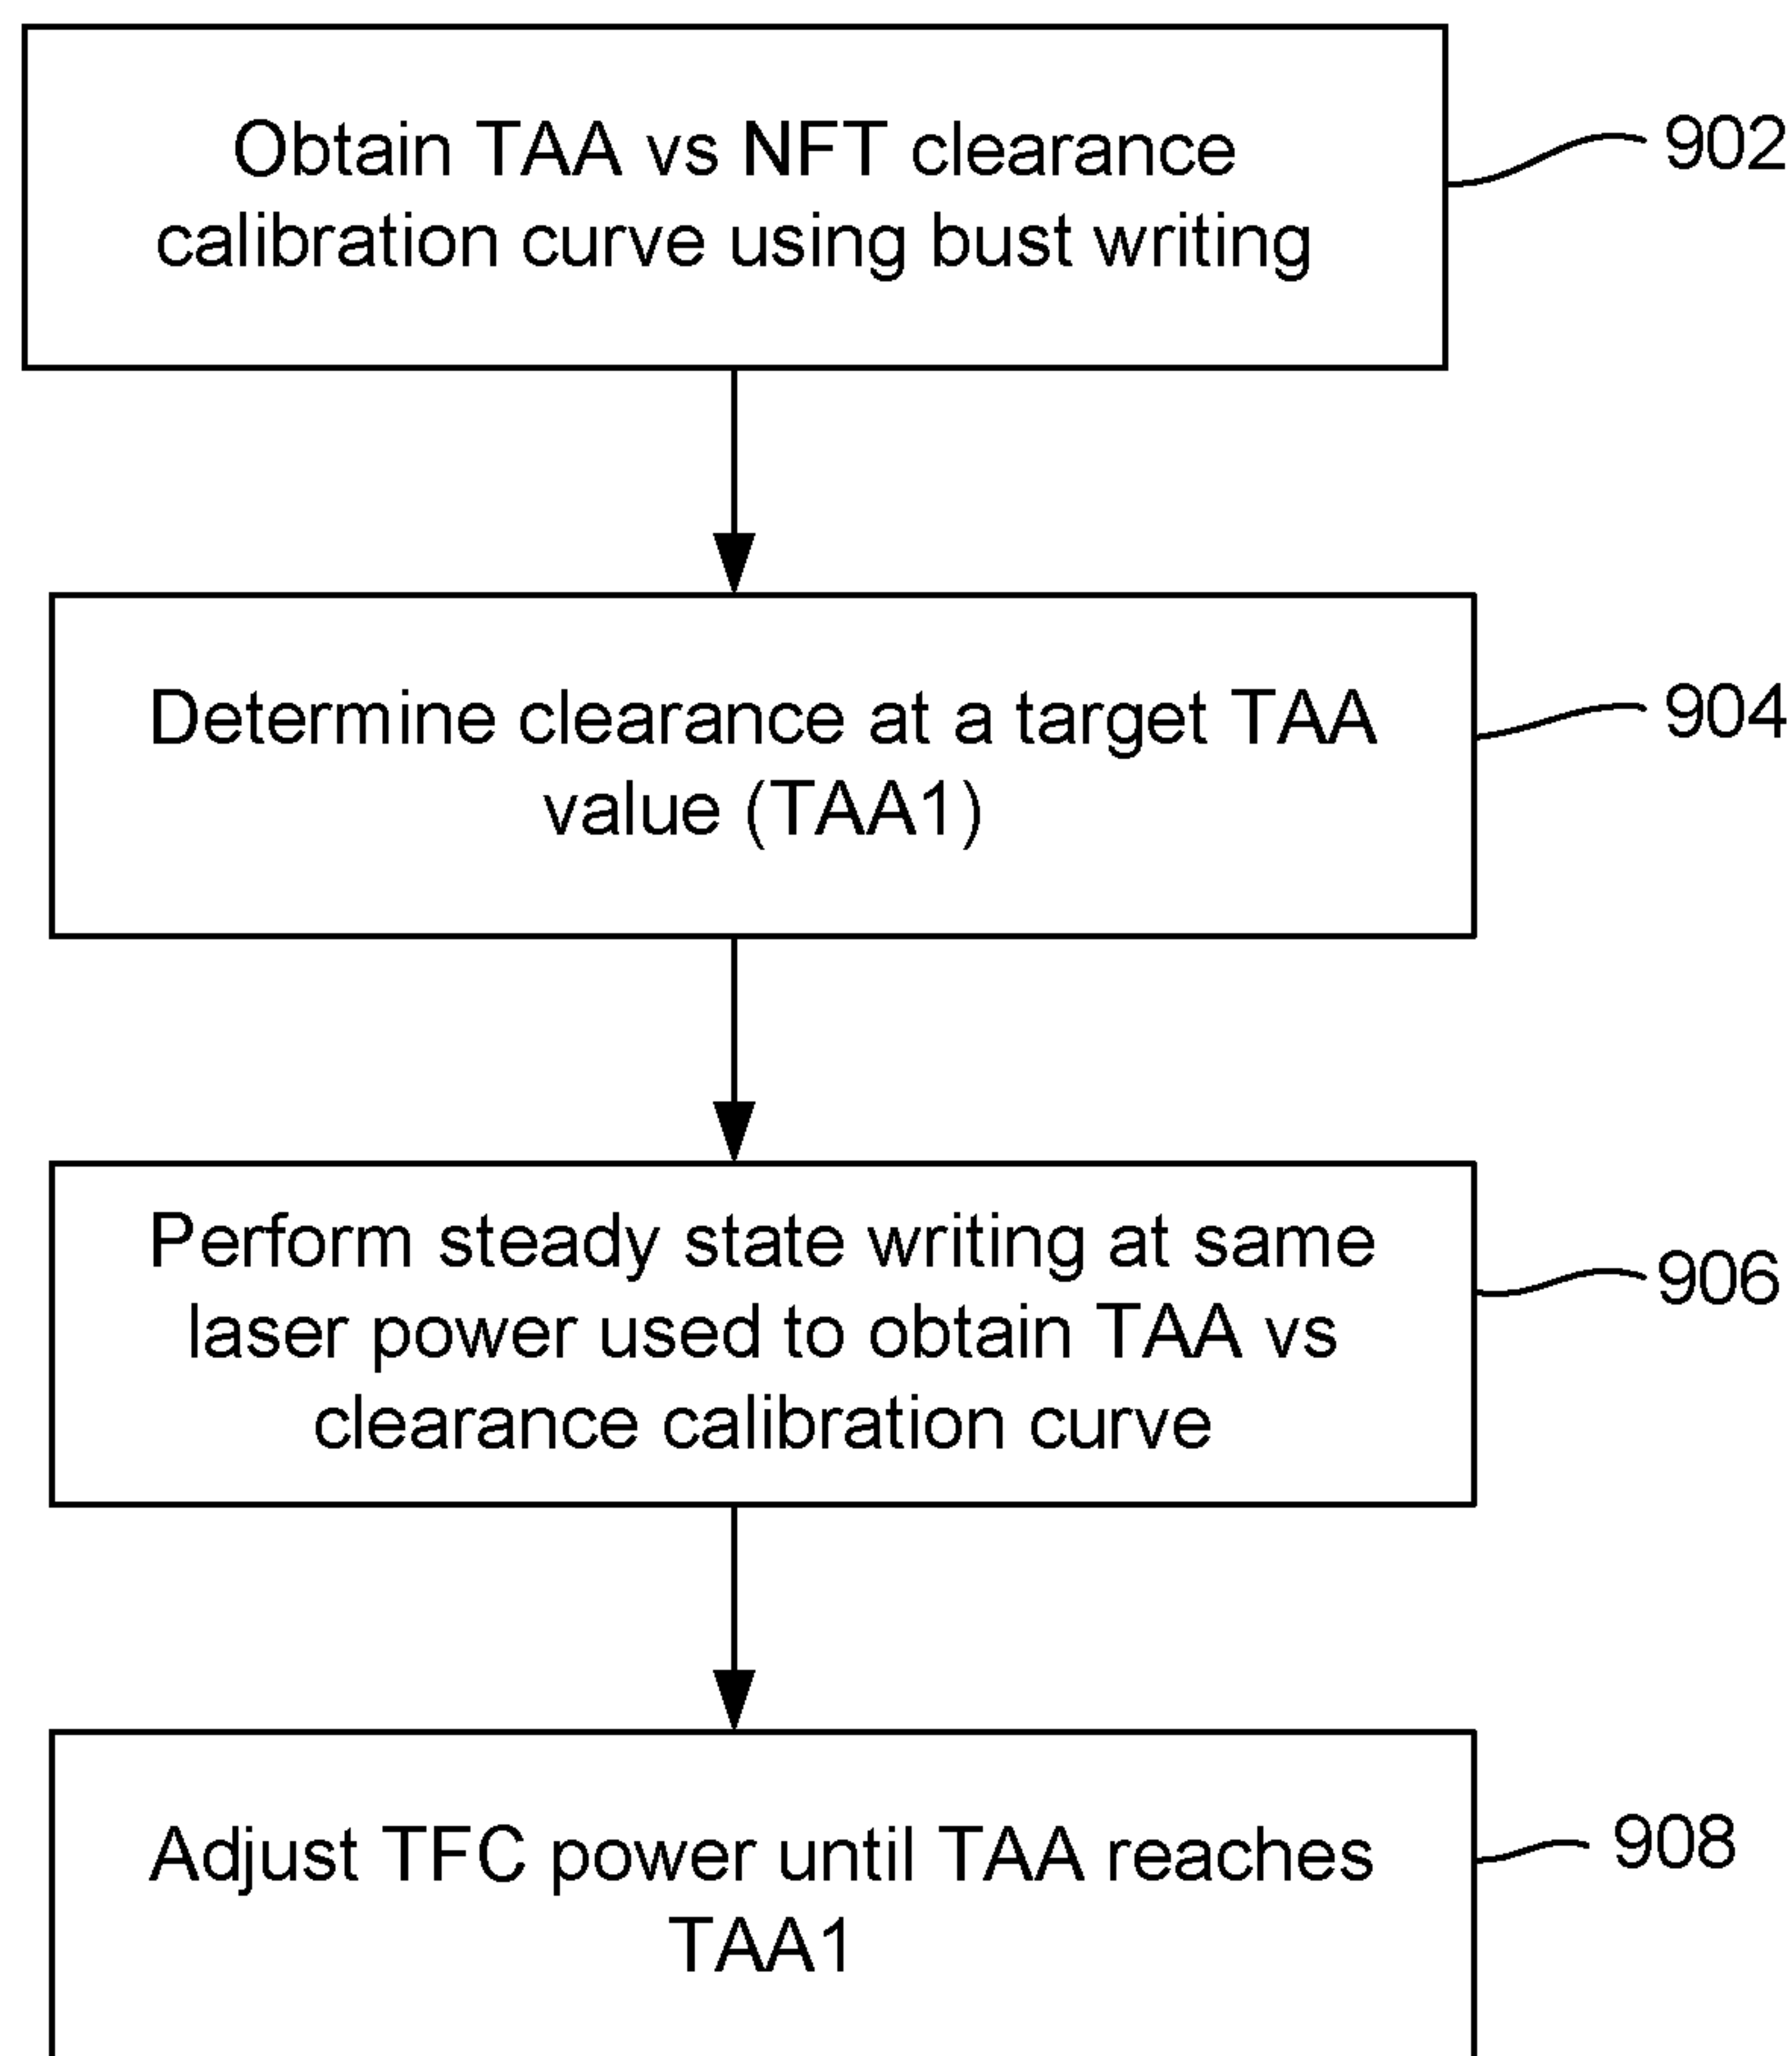 Obtain TAA vs NFT clearance
calibration curve using bust writing
902
Determine clearance at a target TAA
value (TAA1)
904
Perform steady state writing at same
laser power used to obtain TAA vs
clearance calibration curve
906
Adjust TFC power until TAA reaches
TAA1
908